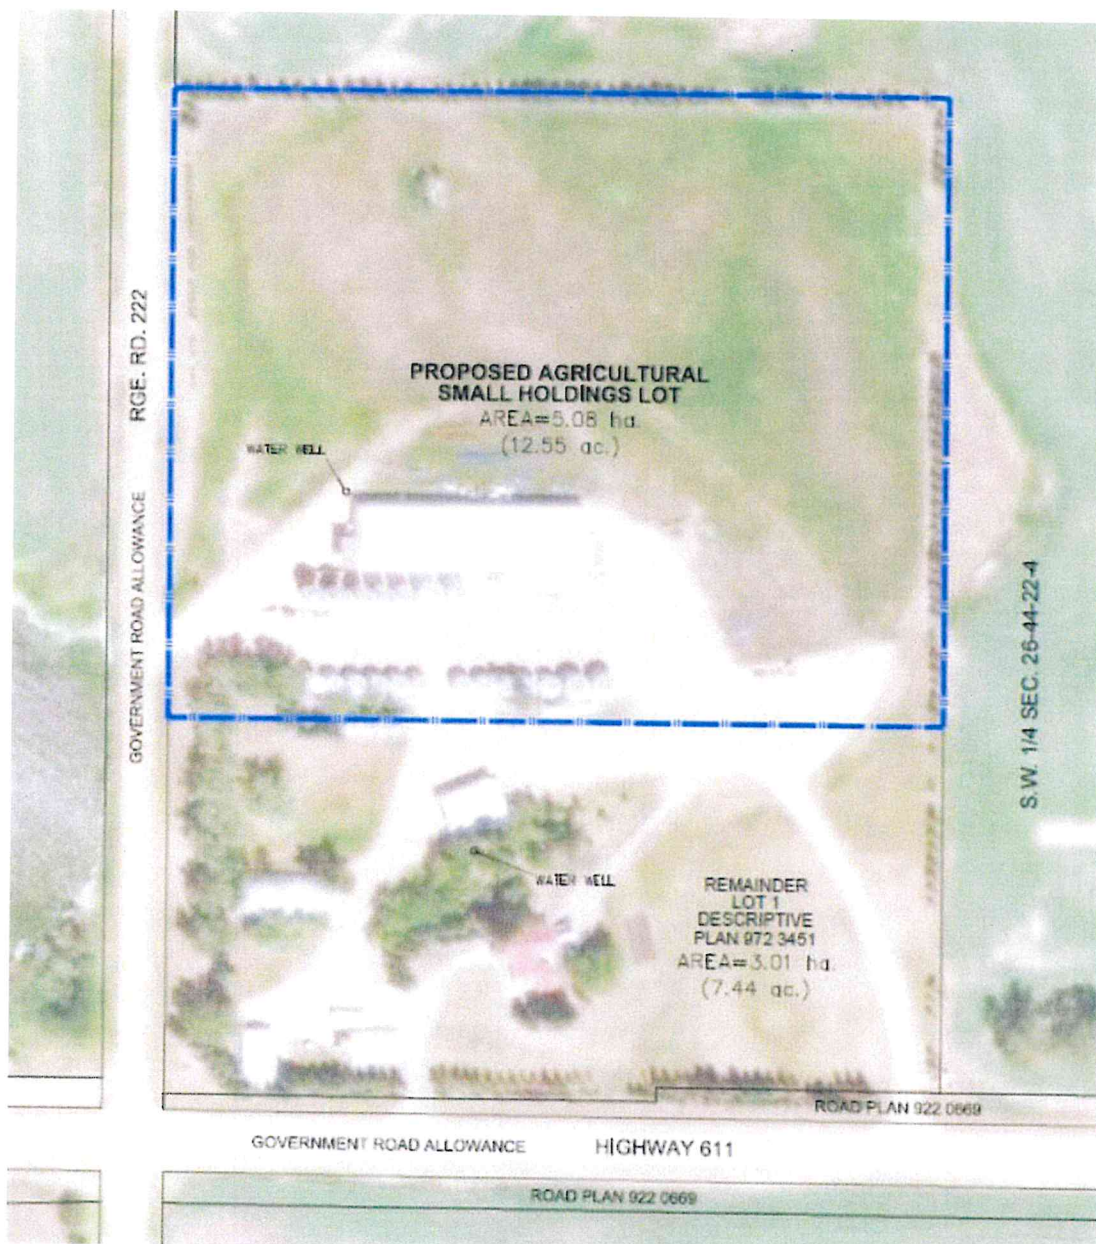 RGE. RD. 222
GOVERNMENT ROAD ALLOWANCE
PROPOSED AGRICULTURAL
SMALL HOLDINGS LOT
AREA=5.08 ha.
(12.55 ac.)
WATER WELL
S.W. 1/4 SEC. 26-44-22-4
WATER WELL
REMAINDER
LOT 1
DESCRIPTIVE
PLAN 972 3451
AREA=3.01 ha.
(7.44 ac.)
ROAD PLAN 922 0669
GOVERNMENT ROAD ALLOWANCE HIGHWAY 611
ROAD PLAN 922 0669